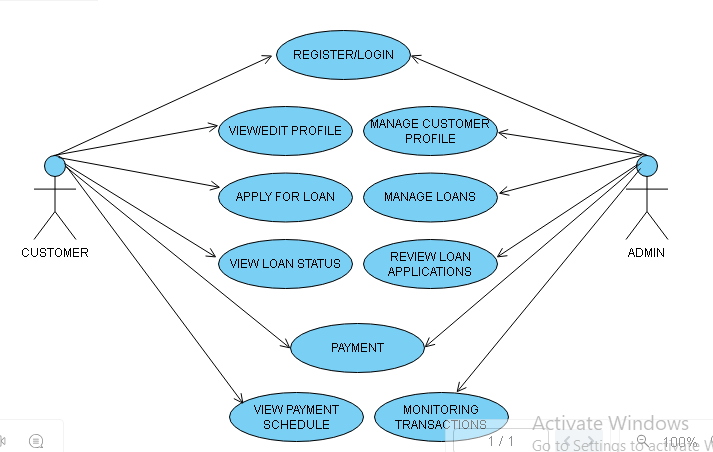 REGISTER/LOGIN
VIEW/EDIT PROFILE
MANAGE CUSTOMER
PROFILE
APPLY FOR LOAN
MANAGE LOANS
CUSTOMER
ADMIN
VIEW LOAN STATUS
REVIEW LOAN
APPLICATIONS
PAYMENT
VIEW PAYMENT
SCHEDULE
MONITORING
TRANSACTIONS
Activate Windows
1 / 1
100%
Go to Settings to activate W